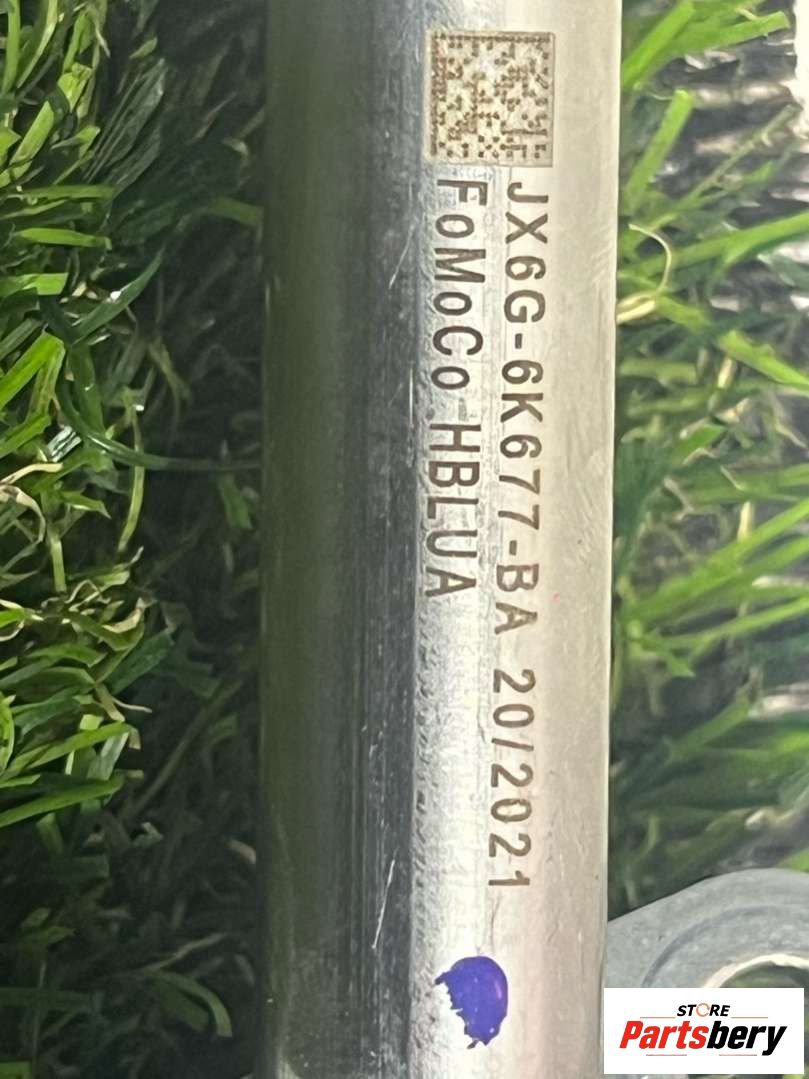 JX6G-6K677-BA 20/2021
FoMoCo HBLUA
STORE
Partsbery